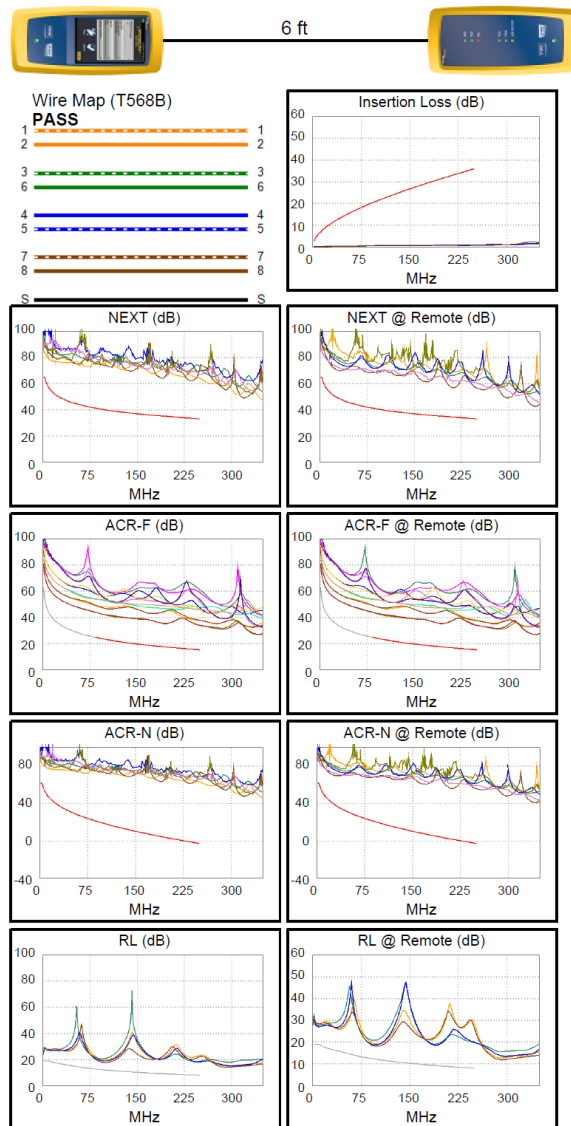 6 ft
Wire Map (T568B)
PASS
1 1
2 2
3 3
6 6
4 4
5 5
7 7
8 8
S S
Insertion Loss (dB)
60
50
40
30
20
10
0
0 75 150 225 300
MHz
NEXT (dB)
100
80
60
40
20
0
0 75 150 225 300
MHz
NEXT @ Remote (dB)
100
80
60
40
20
0
0 75 150 225 300
MHz
ACR-F (dB)
100
80
60
40
20
0
0 75 150 225 300
MHz
ACR-F @ Remote (dB)
100
80
60
40
20
0
0 75 150 225 300
MHz
ACR-N (dB)
80
40
0
-40
0 75 150 225 300
MHz
ACR-N @ Remote (dB)
80
40
0
-40
0 75 150 225 300
MHz
RL (dB)
100
80
60
40
20
0
0 75 150 225 300
MHz
RL @ Remote (dB)
60
50
40
30
20
10
0
0 75 150 225 300
MHz